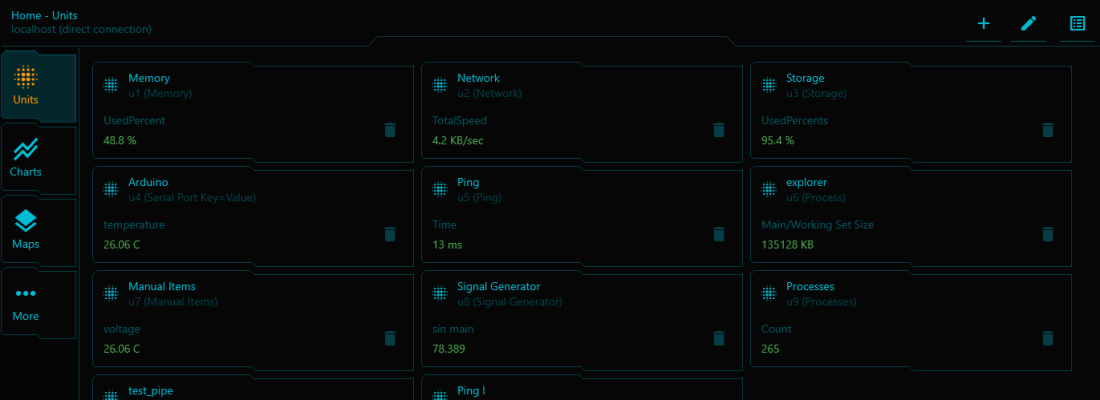 Home - Units
localhost (direct connection)
Units
Charts
Maps
More
Memory
u1 (Memory)
UsedPercent
48.8 %
Network
u2 (Network)
TotalSpeed
4.2 KB/sec
Storage
u3 (Storage)
UsedPercents
95.4 %
Arduino
u4 (Serial Port Key=Value)
temperature
26.06 C
Ping
u5 (Ping)
Time
13 ms
explorer
u6 (Process)
Main/Working Set Size
135128 KB
Manual Items
u7 (Manual Items)
voltage
26.06 C
Signal Generator
u8 (Signal Generator)
sin main
78.389
Processes
u9 (Processes)
Count
265
test_pipe
Ping I